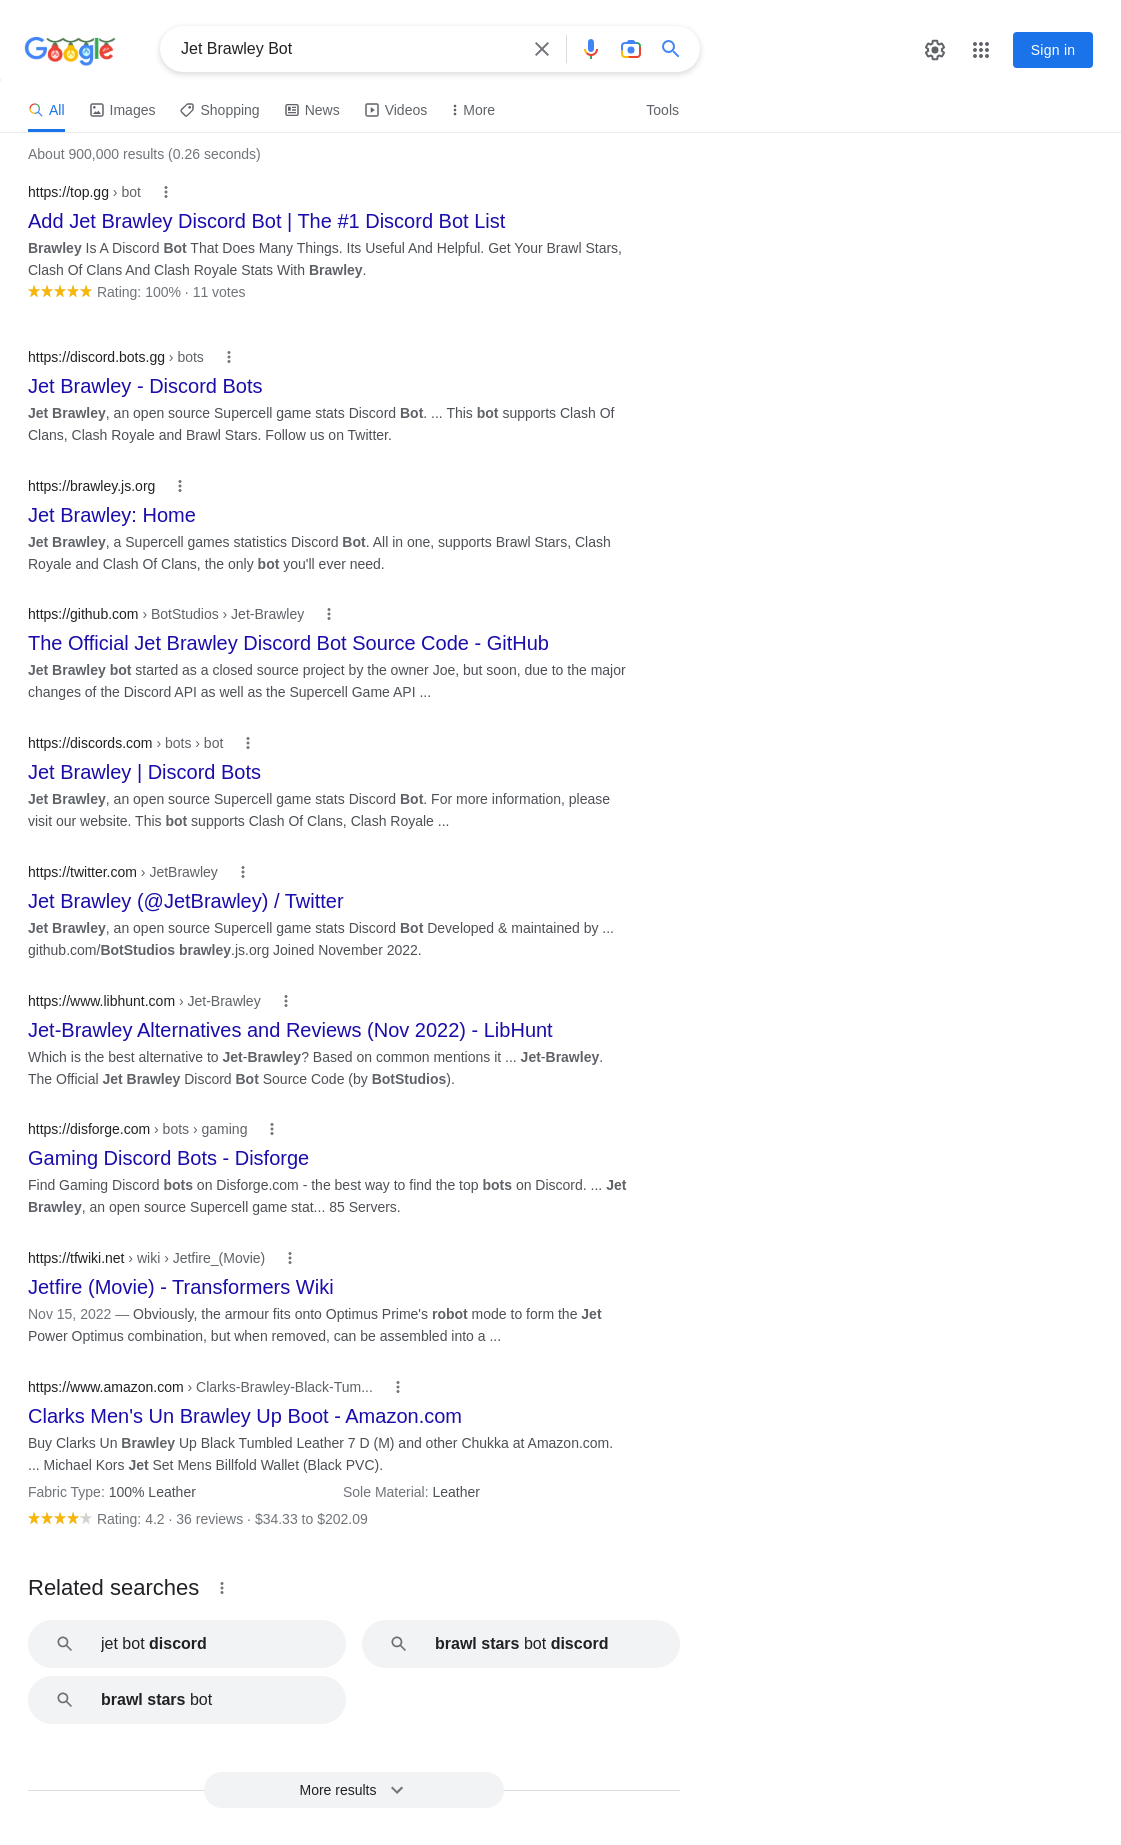 Google
Jet Brawley Bot
Sign in
All Images Shopping News Videos More Tools
About 900,000 results (0.26 seconds)
https://top.gg › bot
Add Jet Brawley Discord Bot | The #1 Discord Bot List
Brawley Is A Discord Bot That Does Many Things. Its Useful And Helpful. Get Your Brawl Stars,
Clash Of Clans And Clash Royale Stats With Brawley.
Rating: 100% · 11 votes
https://discord.bots.gg › bots
Jet Brawley - Discord Bots
Jet Brawley, an open source Supercell game stats Discord Bot. ... This bot supports Clash Of
Clans, Clash Royale and Brawl Stars. Follow us on Twitter.
https://brawley.js.org
Jet Brawley: Home
Jet Brawley, a Supercell games statistics Discord Bot. All in one, supports Brawl Stars, Clash
Royale and Clash Of Clans, the only bot you'll ever need.
https://github.com › BotStudios › Jet-Brawley
The Official Jet Brawley Discord Bot Source Code - GitHub
Jet Brawley bot started as a closed source project by the owner Joe, but soon, due to the major
changes of the Discord API as well as the Supercell Game API ...
https://discords.com › bots › bot
Jet Brawley | Discord Bots
Jet Brawley, an open source Supercell game stats Discord Bot. For more information, please
visit our website. This bot supports Clash Of Clans, Clash Royale ...
https://twitter.com › JetBrawley
Jet Brawley (@JetBrawley) / Twitter
Jet Brawley, an open source Supercell game stats Discord Bot Developed & maintained by ...
github.com/BotStudios brawley.js.org Joined November 2022.
https://www.libhunt.com › Jet-Brawley
Jet-Brawley Alternatives and Reviews (Nov 2022) - LibHunt
Which is the best alternative to Jet-Brawley? Based on common mentions it ... Jet-Brawley.
The Official Jet Brawley Discord Bot Source Code (by BotStudios).
https://disforge.com › bots › gaming
Gaming Discord Bots - Disforge
Find Gaming Discord bots on Disforge.com - the best way to find the top bots on Discord. ... Jet
Brawley, an open source Supercell game stat... 85 Servers.
https://tfwiki.net › wiki › Jetfire_(Movie)
Jetfire (Movie) - Transformers Wiki
Nov 15, 2022 — Obviously, the armour fits onto Optimus Prime's robot mode to form the Jet
Power Optimus combination, but when removed, can be assembled into a ...
https://www.amazon.com › Clarks-Brawley-Black-Tum...
Clarks Men's Un Brawley Up Boot - Amazon.com
Buy Clarks Un Brawley Up Black Tumbled Leather 7 D (M) and other Chukka at Amazon.com.
... Michael Kors Jet Set Mens Billfold Wallet (Black PVC).
Fabric Type: 100% Leather Sole Material: Leather
Rating: 4.2 · 36 reviews · $34.33 to $202.09
Related searches
jet bot discord
brawl stars bot discord
brawl stars bot
More results